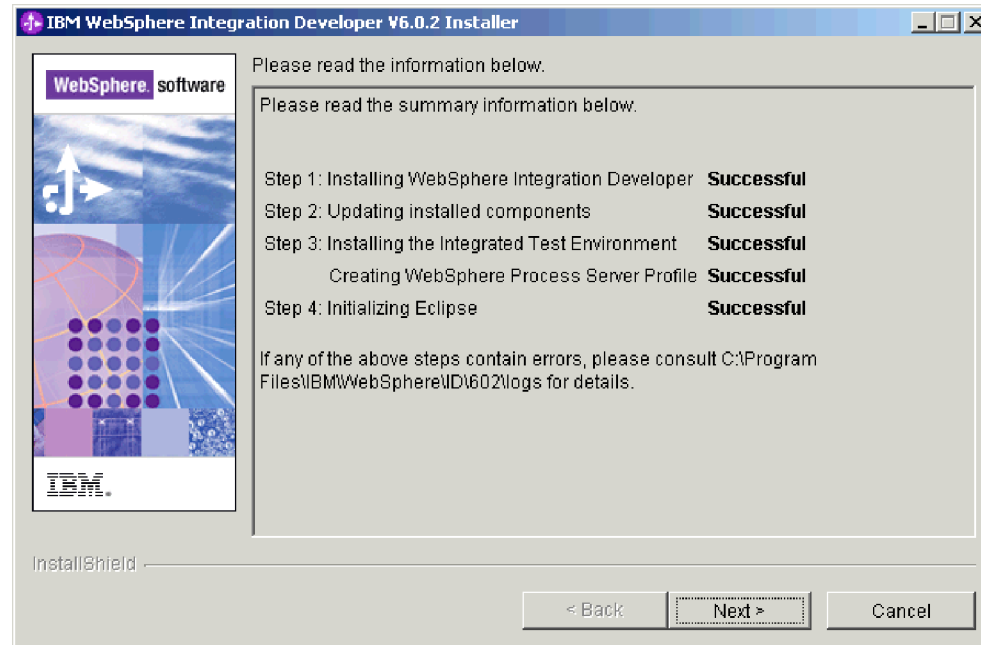 IBM WebSphere Integration Developer V6.0.2 Installer
WebSphere. software
Please read the information below.
Please read the summary information below.
Step 1: Installing WebSphere Integration Developer Successful
Step 2: Updating installed components Successful
Step 3: Installing the Integrated Test Environment Successful
Creating WebSphere Process Server Profile Successful
Step 4: Initializing Eclipse Successful
If any of the above steps contain errors, please consult C:\Program
Files\IBM\WebSphere\ID\602\logs for details.
IBM.
InstallShield
< Back
Next >
Cancel